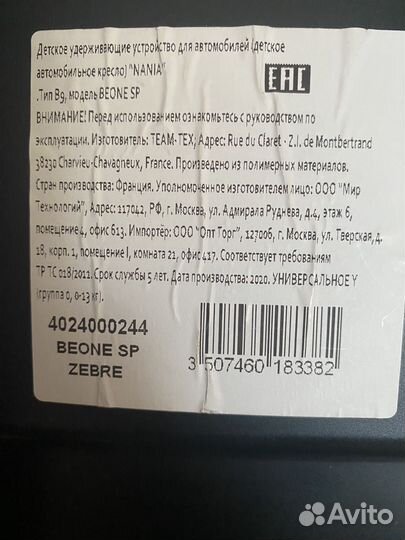 Детское удерживающие устройство для автомобилей (детское
автомобильное кресло) "NANIA"
.Тип B9, модель BEONE SP
EAC
ВНИМАНИЕ! Перед использованием ознакомьтесь с руководством по
эксплуатации. Изготовитель: TEAM-TEX; Адрес: Rue du Claret - Z.I. de Montbertrand
38230 Charvieu-Chavagneux, France. Произведено из полимерных материалов.
Стран производства: Франция. Уполномоченное изготовителем лицо: ООО "Мир
Технологий", Адрес: 117042, РФ, г. Москва, ул. Адмирала Руднева, д.4, этаж 6,
помещение 4, офис 613. Импортёр: ООО "Опт Торг", 127006, г. Москва, ул. Тверская, д.
18, корп. 1, помещение I, комната 21, офис 417. Соответствует требованиям
ТР ТС 018/2011. Срок службы 5 лет. Дата производства: 2020. УНИВЕРСАЛЬНОЕ Y
(группа 0, 0-13 кг).
4024000244
BEONE SP
ZEBRE
3 507460 183382
Avito